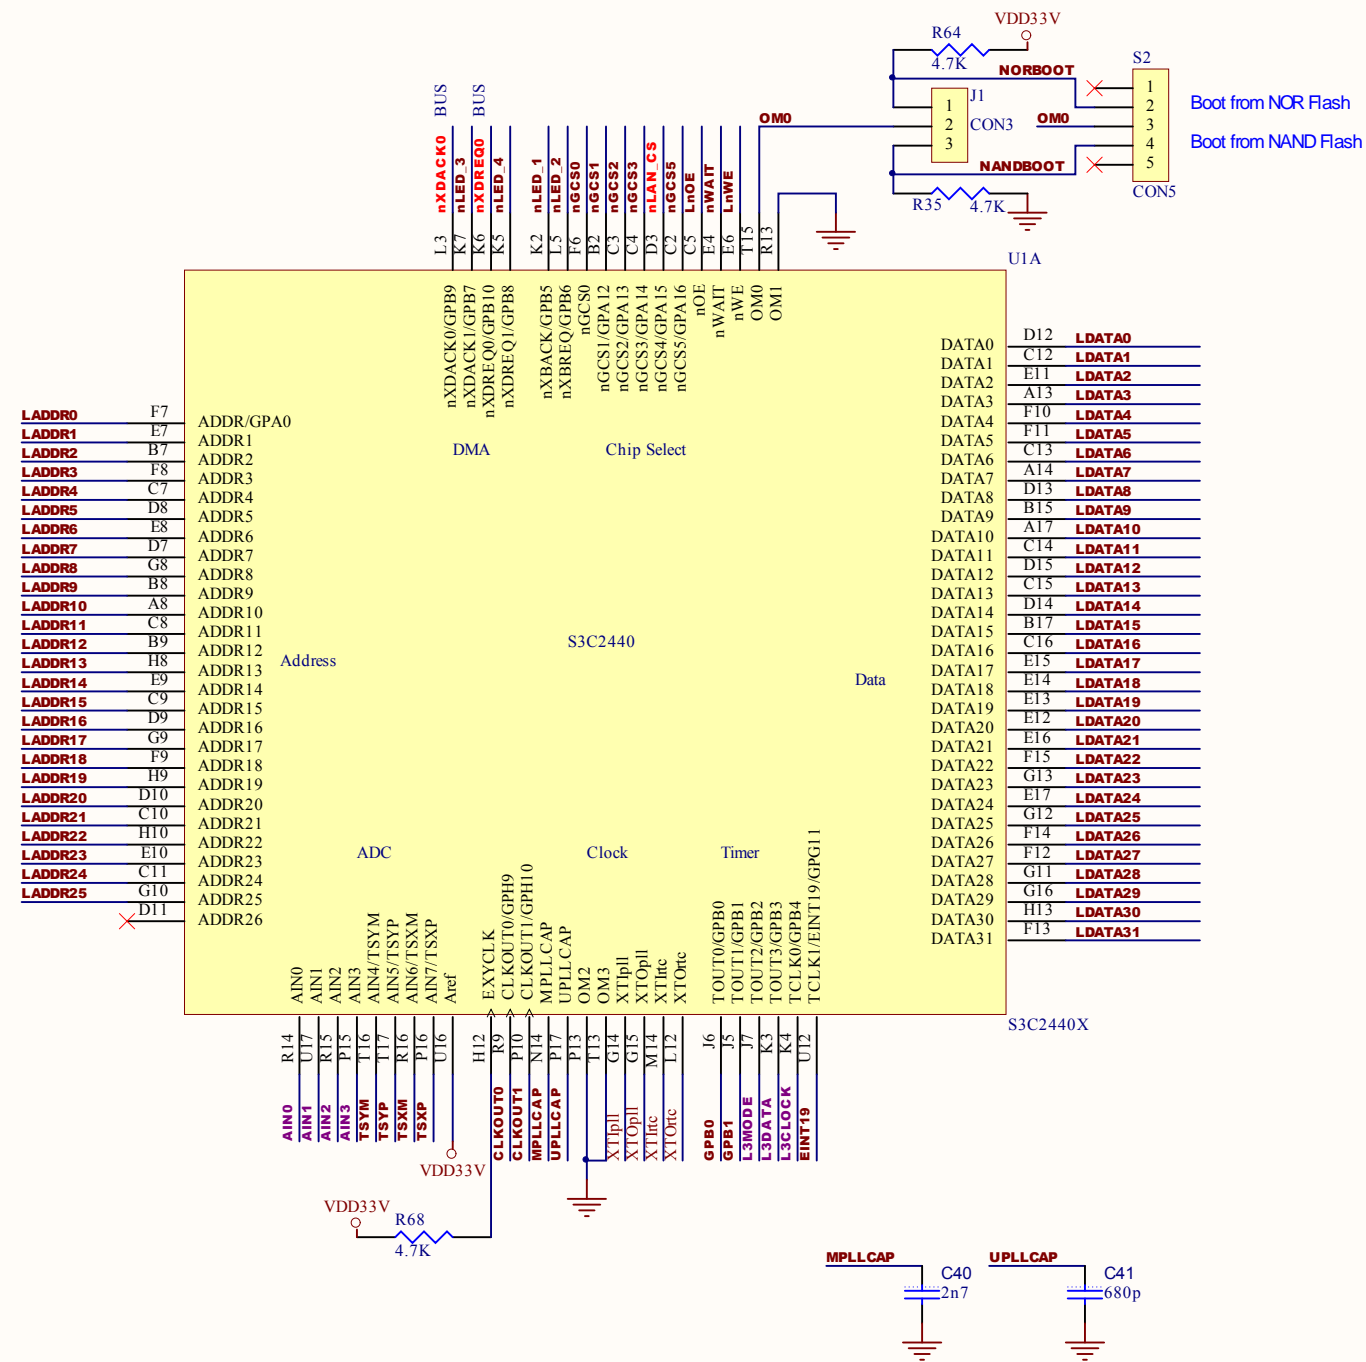 VDD33V
R64
4.7K
NORBOOT
S2
1
2
3
4
5
CON5
Boot from NOR Flash
Boot from NAND Flash
OM0
J1
1
2
3
CON3
OM0
NANDBOOT
R35
4.7K
BUS
BUS
nXDACK0
nLED_3
nXDREQ0
nLED_4
nLED_1
nLED_2
nGCS0
nGCS1
nGCS2
nGCS3
nLAN_CS
nGCS5
LnOE
nWAIT
LnWE
L3
K7
K6
K5
K2
L5
F6
B2
C3
C4
D3
C2
C5
E4
E6
T15
R13
U1A
nXDACK0/GPB9
nXDACK1/GPB7
nXDREQ0/GPB10
nXDREQ1/GPB8
nXBACK/GPB5
nXBREQ/GPB6
nGCS0
nGCS1/GPA12
nGCS2/GPA13
nGCS3/GPA14
nGCS4/GPA15
nGCS5/GPA16
nOE
nWAIT
nWE
OM0
OM1
DMA
Chip Select
LADDR0 F7 ADDR/GPA0
LADDR1 E7 ADDR1
LADDR2 B7 ADDR2
LADDR3 F8 ADDR3
LADDR4 C7 ADDR4
LADDR5 D8 ADDR5
LADDR6 E8 ADDR6
LADDR7 D7 ADDR7
LADDR8 G8 ADDR8
LADDR9 B8 ADDR9
LADDR10 A8 ADDR10
LADDR11 C8 ADDR11
LADDR12 B9 ADDR12
LADDR13 H8 ADDR13
LADDR14 E9 ADDR14
LADDR15 C9 ADDR15
LADDR16 D9 ADDR16
LADDR17 G9 ADDR17
LADDR18 F9 ADDR18
LADDR19 H9 ADDR19
LADDR20 D10 ADDR20
LADDR21 C10 ADDR21
LADDR22 H10 ADDR22
LADDR23 E10 ADDR23
LADDR24 C11 ADDR24
LADDR25 G10 ADDR25
D11 ADDR26
Address
S3C2440
Data
DATA0 D12 LDATA0
DATA1 C12 LDATA1
DATA2 E11 LDATA2
DATA3 A13 LDATA3
DATA4 F10 LDATA4
DATA5 F11 LDATA5
DATA6 C13 LDATA6
DATA7 A14 LDATA7
DATA8 D13 LDATA8
DATA9 B15 LDATA9
DATA10 A17 LDATA10
DATA11 C14 LDATA11
DATA12 D15 LDATA12
DATA13 C15 LDATA13
DATA14 D14 LDATA14
DATA15 B17 LDATA15
DATA16 C16 LDATA16
DATA17 E15 LDATA17
DATA18 E14 LDATA18
DATA19 E13 LDATA19
DATA20 E12 LDATA20
DATA21 E16 LDATA21
DATA22 F15 LDATA22
DATA23 G13 LDATA23
DATA24 E17 LDATA24
DATA25 G12 LDATA25
DATA26 F14 LDATA26
DATA27 F12 LDATA27
DATA28 G11 LDATA28
DATA29 G16 LDATA29
DATA30 H13 LDATA30
DATA31 F13 LDATA31
ADC
Clock
Timer
AIN0
AIN1
AIN2
AIN3
AIN4/TSYM
AIN5/TSYP
AIN6/TSXM
AIN7/TSXP
Aref
EXYCLK
CLKOUT0/GPH9
CLKOUT1/GPH10
MPLLCAP
UPLLCAP
OM2
OM3
XTIpll
XTOpll
XTIrtc
XTOrtc
TOUT0/GPB0
TOUT1/GPB1
TOUT2/GPB2
TOUT3/GPB3
TCLK0/GPB4
TCLK1/EINT19/GPG11
S3C2440X
R14
U17
R15
P15
T16
T17
R16
P16
U16
H12
R9
P10
N14
P17
P13
T13
G14
G15
M14
L12
J6
J5
J7
K3
K4
U12
AIN0
AIN1
AIN2
AIN3
TSYM
TSYP
TSXM
TSXP
CLKOUT0
CLKOUT1
MPLLCAP
UPLLCAP
XTIpll
XTOpll
XTIrtc
XTOrtc
GPB0
GPB1
L3MODE
L3DATA
L3CLOCK
EINT19
VDD33V
VDD33V
R68
4.7K
MPLLCAP
C40
2n7
UPLLCAP
C41
680p